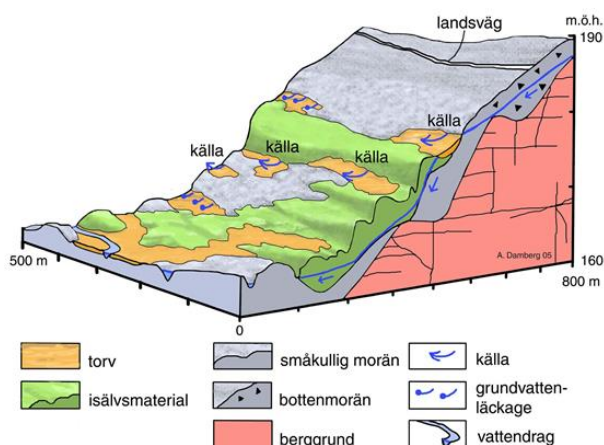 landsväg
m.ö.h.
190
källa
källa
källa
källa
A. Damberg 05
500 m
160
800 m
0
torv
småkullig morän
källa
isälvsmaterial
bottenmorän
grundvatten-
läckage
berggrund
vattendrag